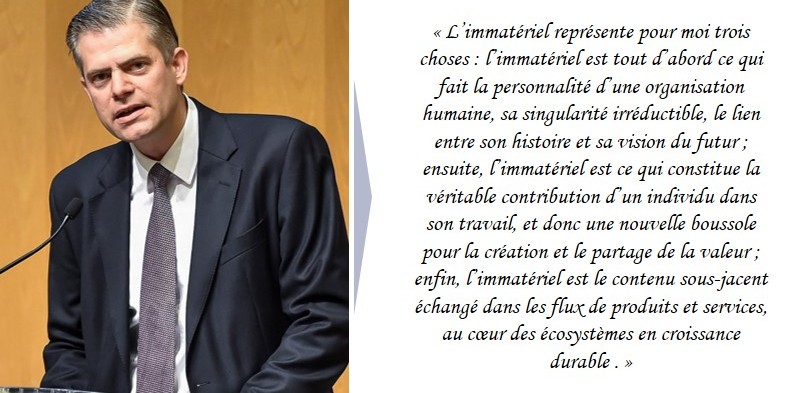 « L’immatériel représente pour moi trois
choses : l’immatériel est tout d’abord ce qui
fait la personnalité d’une organisation
humaine, sa singularité irréductible, le lien
entre son histoire et sa vision du futur ;
ensuite, l’immatériel est ce qui constitue la
véritable contribution d’un individu dans
son travail, et donc une nouvelle boussole
pour la création et le partage de la valeur ;
enfin, l’immatériel est le contenu sous-jacent
échangé dans les flux de produits et services,
au cœur des écosystèmes en croissance
durable . »